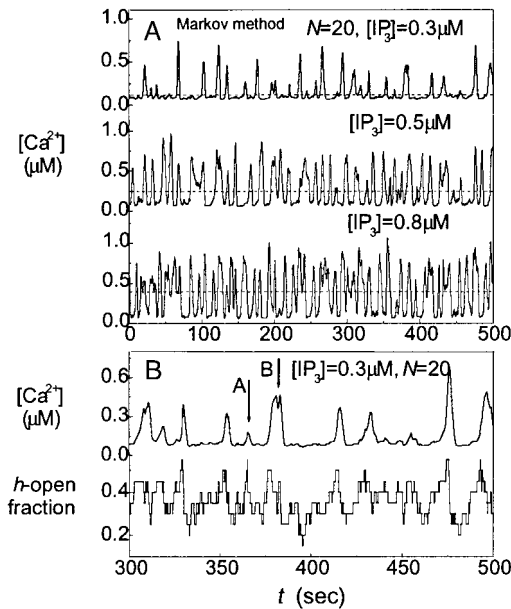 A Markov method N=20, [IP₃]=0.3μM
1.0
0.5
0.0
[IP₃]=0.5μM
1.0
0.5
0.0
[Ca²⁺]
(μM)
[IP₃]=0.8μM
1.0
0.5
0.0
0 100 200 300 400 500
B A B [IP₃]=0.3μM, N=20
[Ca²⁺]
(μM)
0.6
0.3
0.0
h-open
fraction
0.4
0.2
300 350 400 450 500
t (sec)